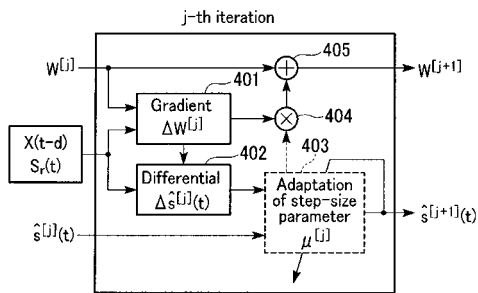 j-th iteration
W[j]
405
W[j+1]
401
Gradient
ΔW[j]
404
X(t-d)
Sr(t)
402
403
Differential
Δŝ[j](t)
Adaptation
of step-size
parameter
μ[j]
ŝ[j](t)
ŝ[j+1](t)